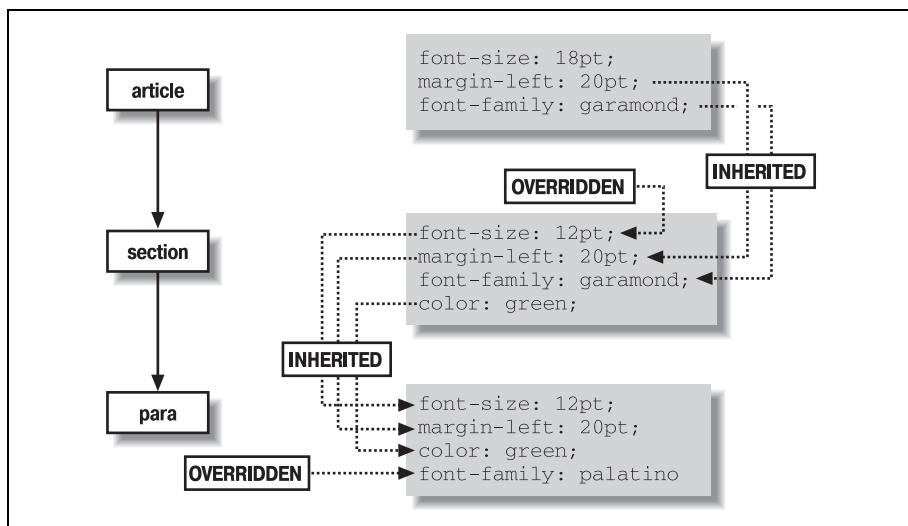 article
font-size: 18pt;
margin-left: 20pt;
font-family: garamond;
INHERITED
OVERRIDDEN
section
font-size: 12pt;
margin-left: 20pt;
font-family: garamond;
color: green;
INHERITED
para
font-size: 12pt;
margin-left: 20pt;
color: green;
OVERRIDDEN
font-family: palatino